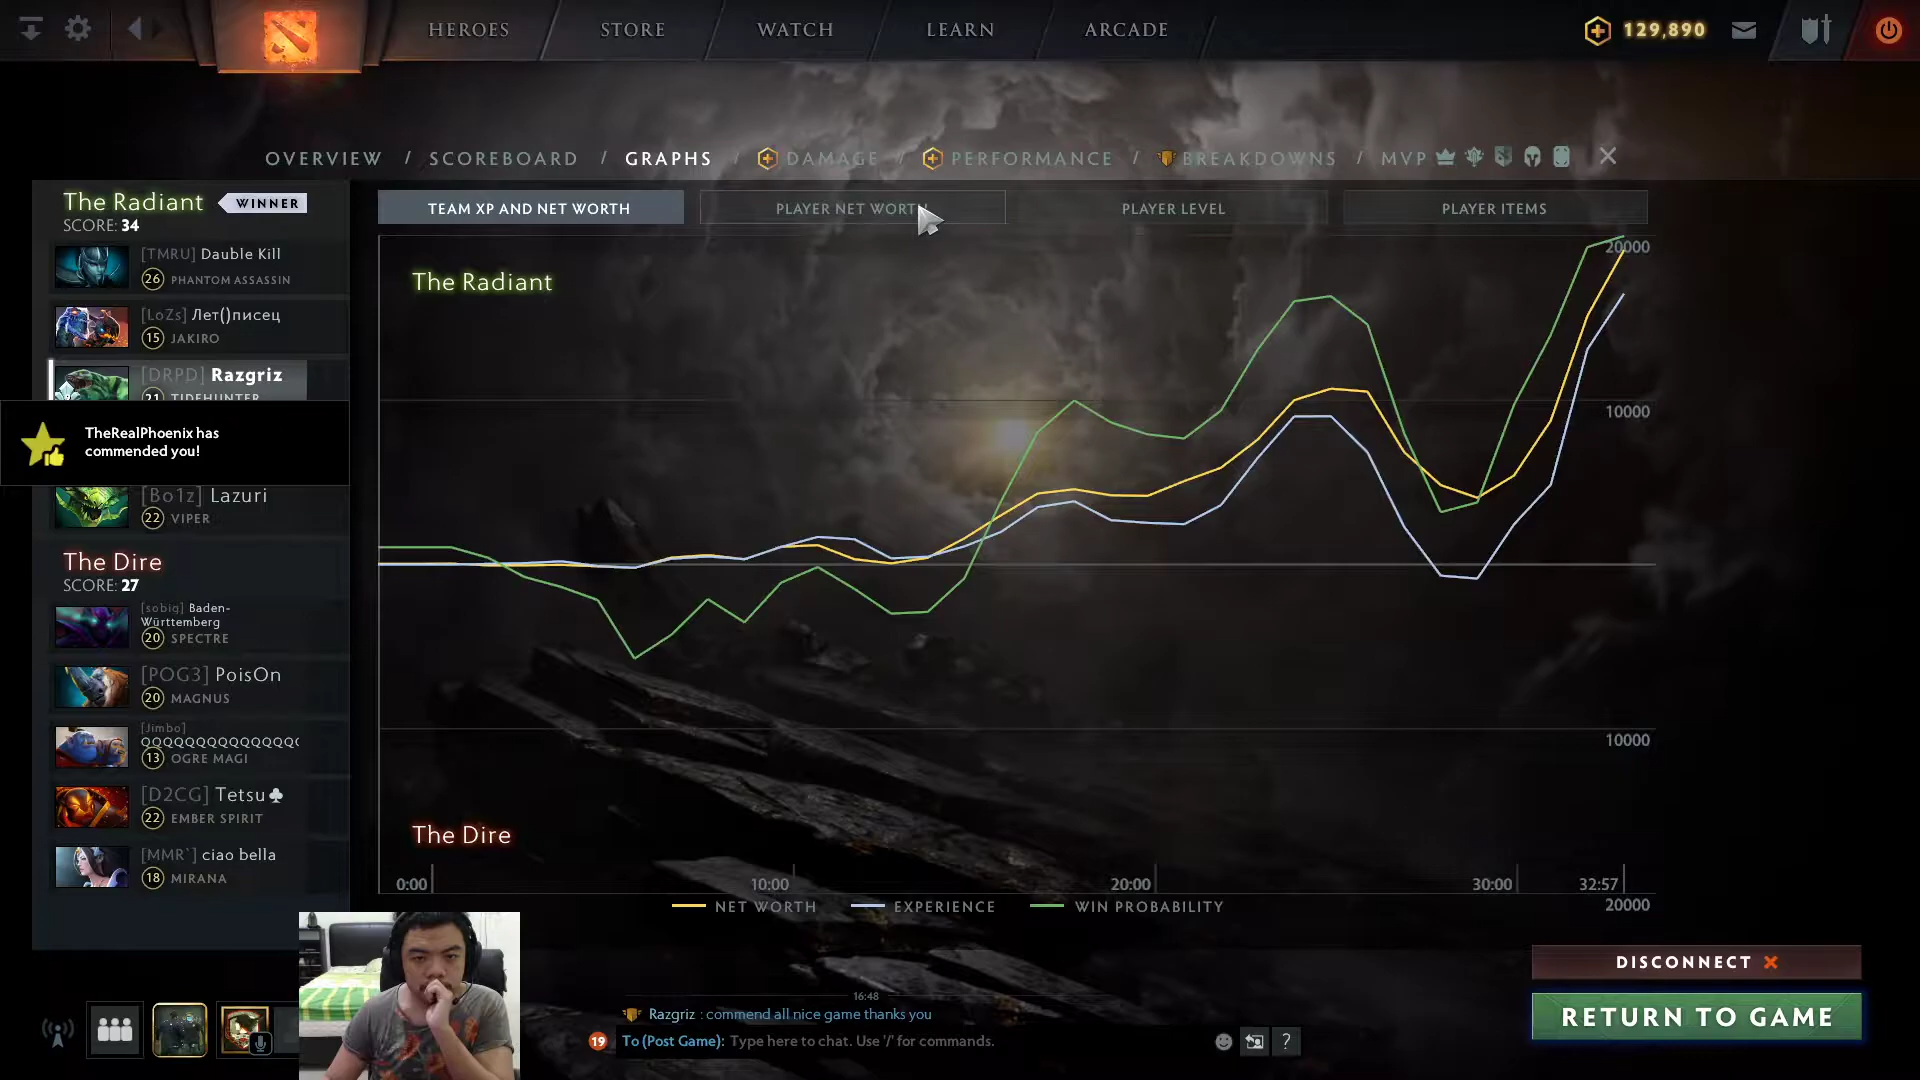 HEROES
STORE
WATCH
LEARN
ARCADE
129,890
OVERVIEW / SCOREBOARD / GRAPHS / DAMAGE / PERFORMANCE / BREAKDOWNS / MVP
The Radiant
WINNER
SCORE: 34
[TMRU] Dauble Kill
26 PHANTOM ASSASSIN
[LoZs] Лет()писец
15 JAKIRO
[DRPD] Razgriz
21 TIDEHUNTER
TheRealPhoenix has
commended you!
[Bo1z] Lazuri
22 VIPER
The Dire
SCORE: 27
[sobig] Baden-
Württemberg
20 SPECTRE
[POG3] PoisOn
20 MAGNUS
[Jimbo]
13 OGRE MAGI
[D2CG] Tetsu♣
22 EMBER SPIRIT
[MMR`] ciao bella
18 MIRANA
TEAM XP AND NET WORTH
PLAYER NET WORTH
PLAYER LEVEL
PLAYER ITEMS
The Radiant
20000
10000
10000
The Dire
0:00
10:00
20:00
30:00
32:57
20000
NET WORTH
EXPERIENCE
WIN PROBABILITY
16:48
Razgriz : commend all nice game thanks you
19 To (Post Game): Type here to chat. Use '/' for commands.
?
DISCONNECT X
RETURN TO GAME